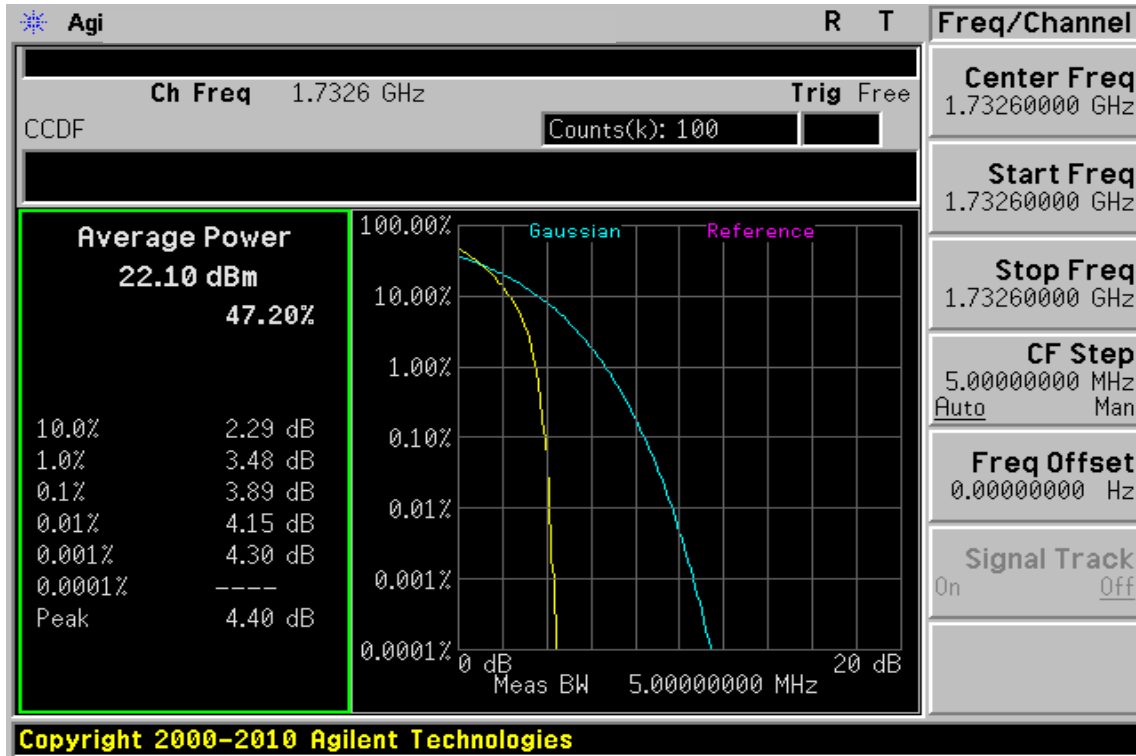 Agi R T
Freq/Channel
Ch Freq 1.7326 GHz Trig Free
CCDF Counts(k): 100
Average Power
22.10 dBm
47.20%
10.0% 2.29 dB
1.0% 3.48 dB
0.1% 3.89 dB
0.01% 4.15 dB
0.001% 4.30 dB
0.0001% ----
Peak 4.40 dB
Gaussian Reference
100.00%
10.00%
1.00%
0.10%
0.01%
0.001%
0.0001%
0 dB 20 dB
Meas BW 5.00000000 MHz
Center Freq
1.73260000 GHz
Start Freq
1.73260000 GHz
Stop Freq
1.73260000 GHz
CF Step
5.00000000 MHz
Auto Man
Freq Offset
0.00000000 Hz
Signal Track
On Off
Copyright 2000-2010 Agilent Technologies